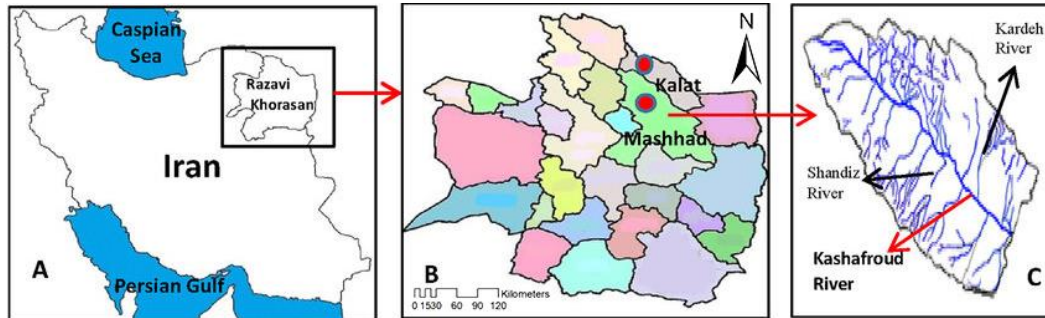 Caspian
Sea
Razavi
Khorasan
Iran
A
Persian Gulf
N
Kalat
Mashhad
B
Kilometers
0 1530 60 90 120
Kardeh
River
Shandiz
River
Kashafroud
River
C